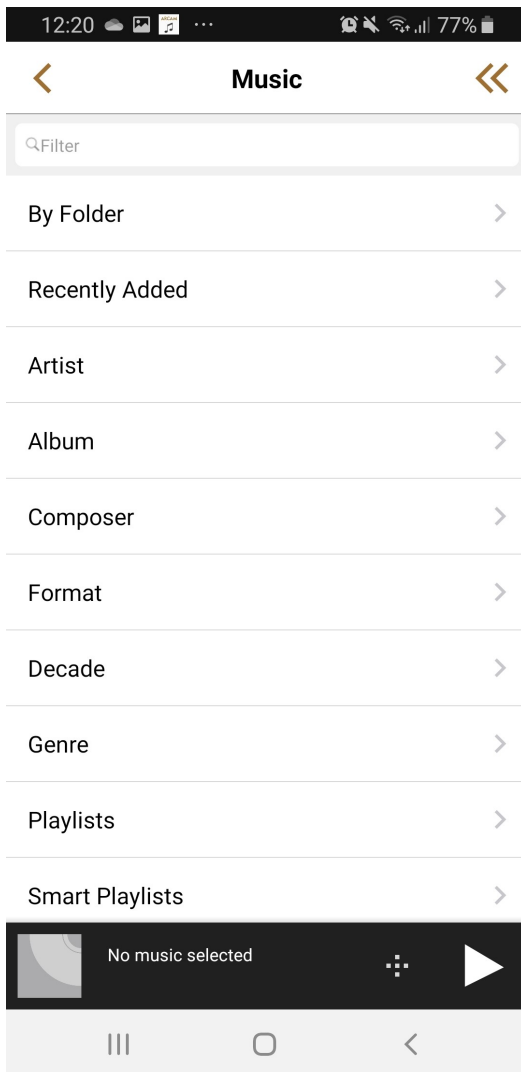 12:20 ARCAM 77%
Music
Filter
By Folder
Recently Added
Artist
Album
Composer
Format
Decade
Genre
Playlists
Smart Playlists
No music selected